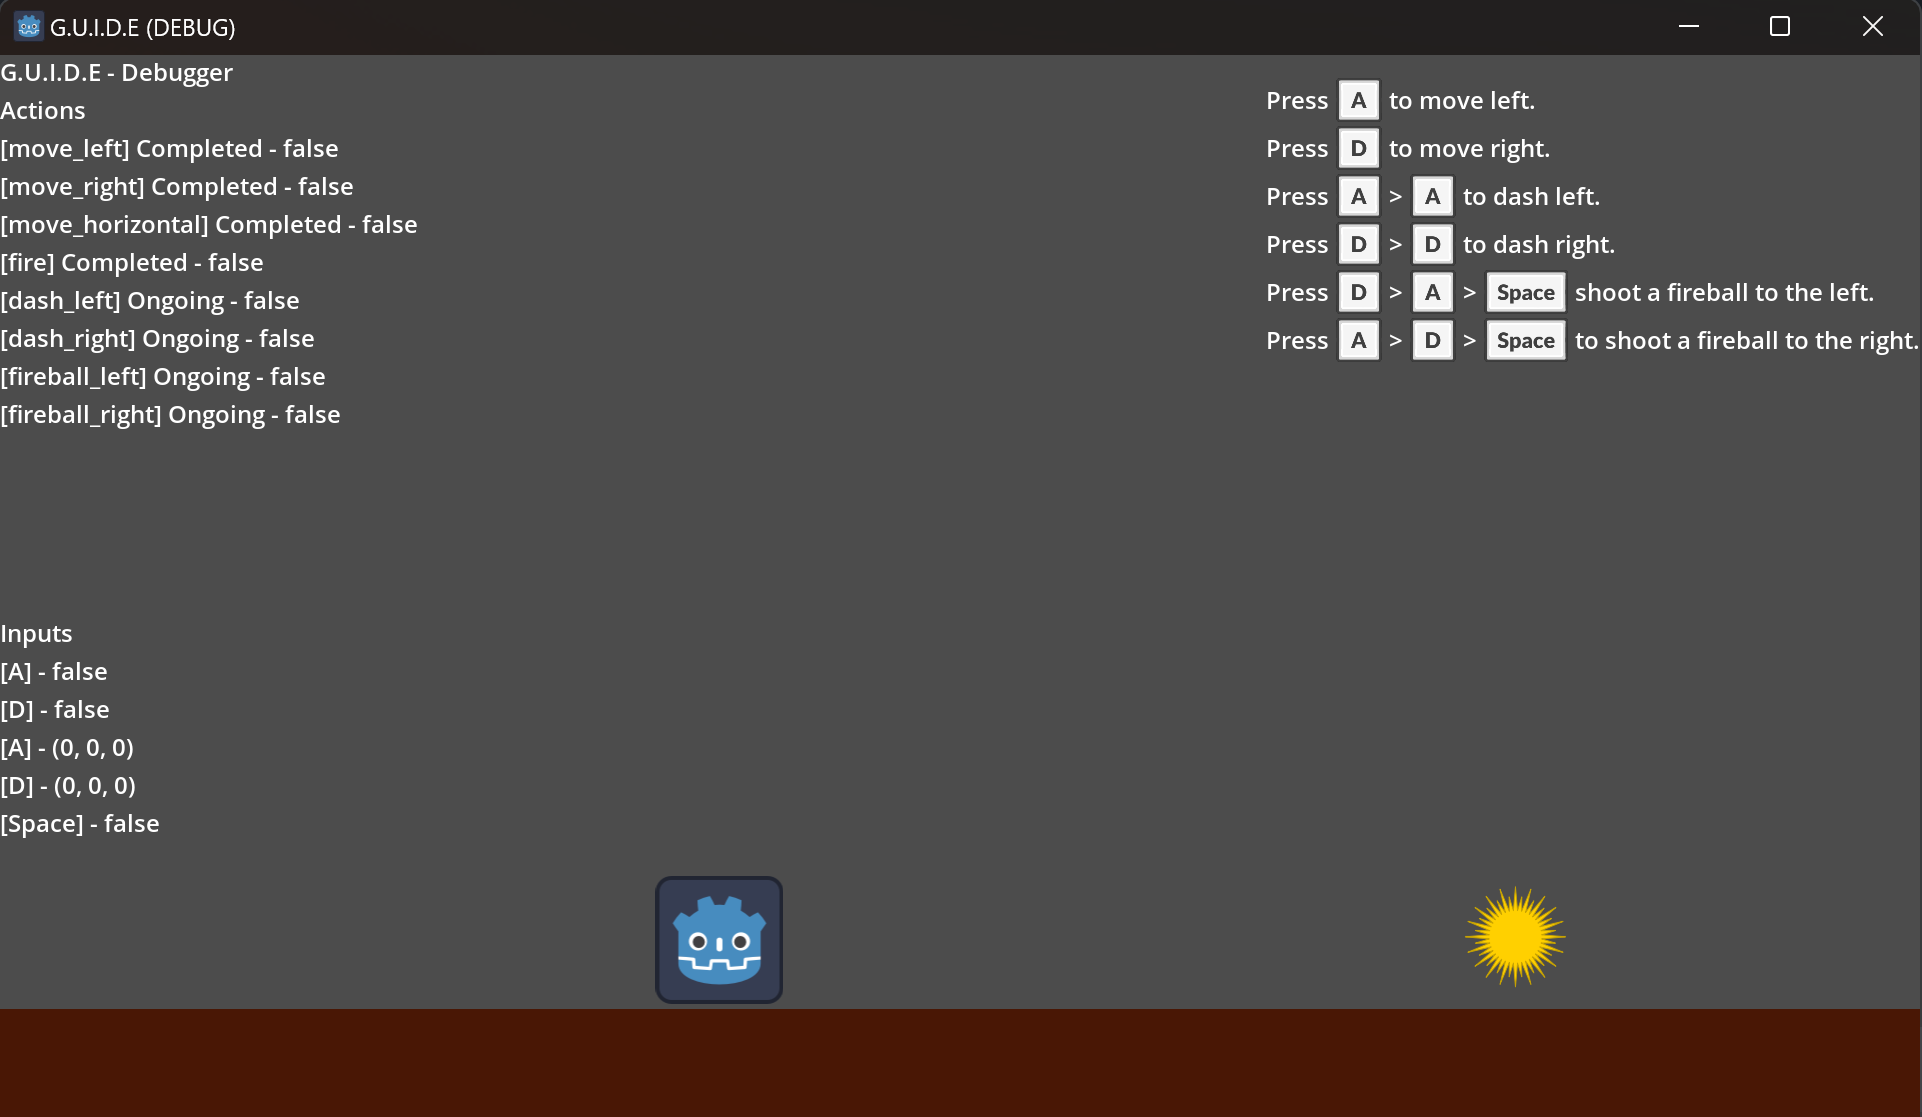 G.U.I.D.E (DEBUG)
G.U.I.D.E - Debugger
Actions
[move_left] Completed - false
[move_right] Completed - false
[move_horizontal] Completed - false
[fire] Completed - false
[dash_left] Ongoing - false
[dash_right] Ongoing - false
[fireball_left] Ongoing - false
[fireball_right] Ongoing - false
Inputs
[A] - false
[D] - false
[A] - (0, 0, 0)
[D] - (0, 0, 0)
[Space] - false
Press A to move left.
Press D to move right.
Press A > A to dash left.
Press D > D to dash right.
Press D > A > Space shoot a fireball to the left.
Press A > D > Space to shoot a fireball to the right.